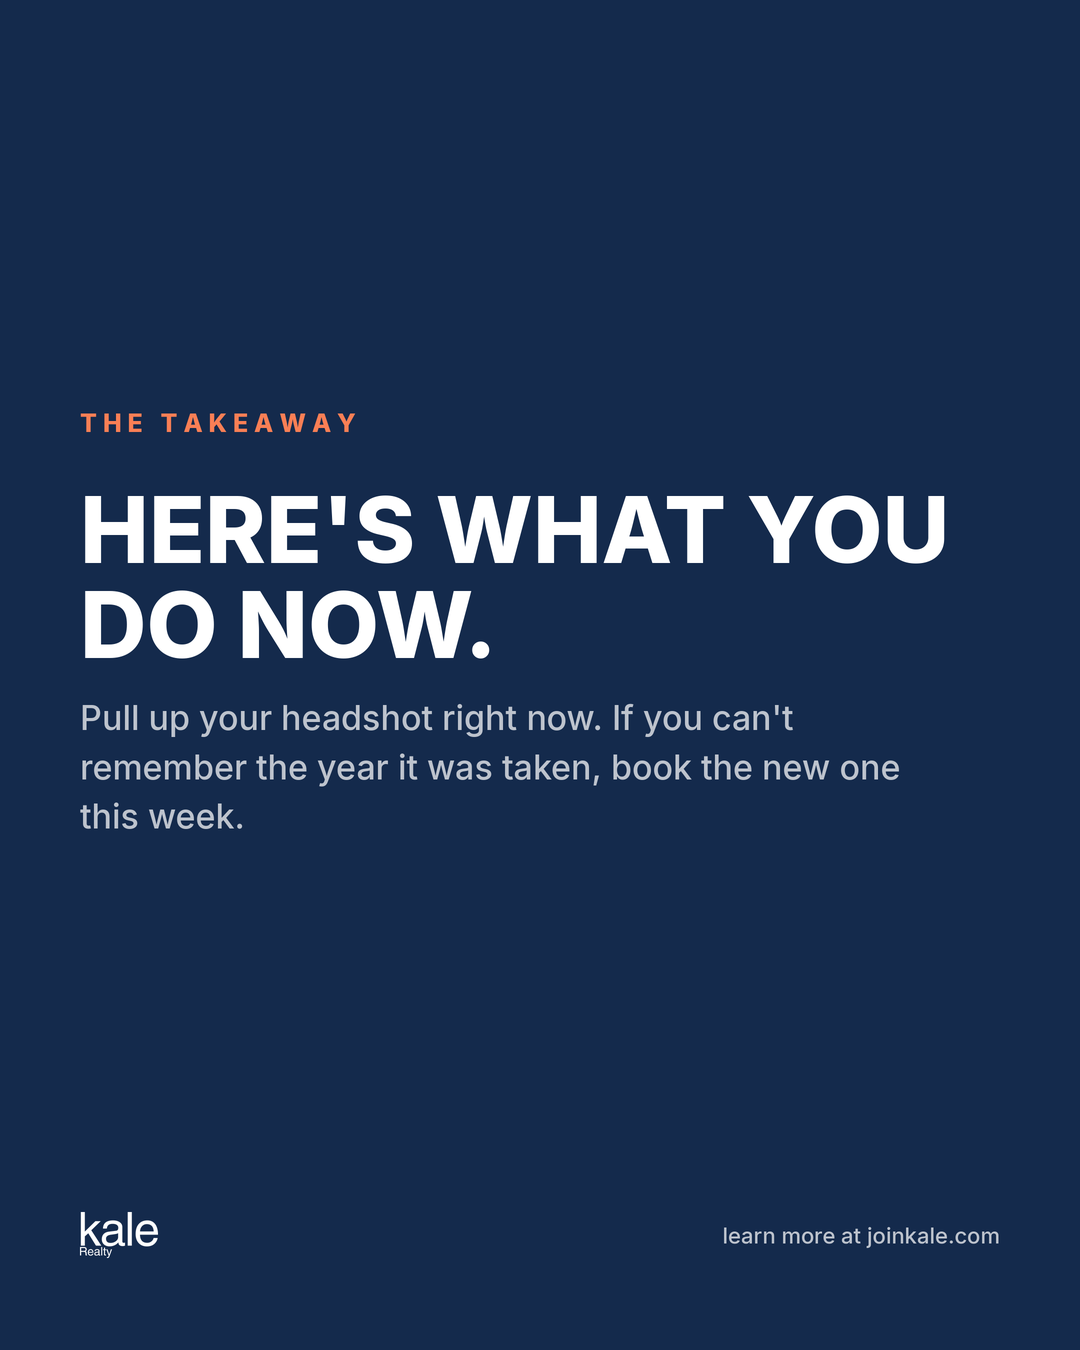 THE TAKEAWAY
HERE'S WHAT YOU
DO NOW.
Pull up your headshot right now. If you can't
remember the year it was taken, book the new one
this week.
kale
Realty
learn more at joinkale.com